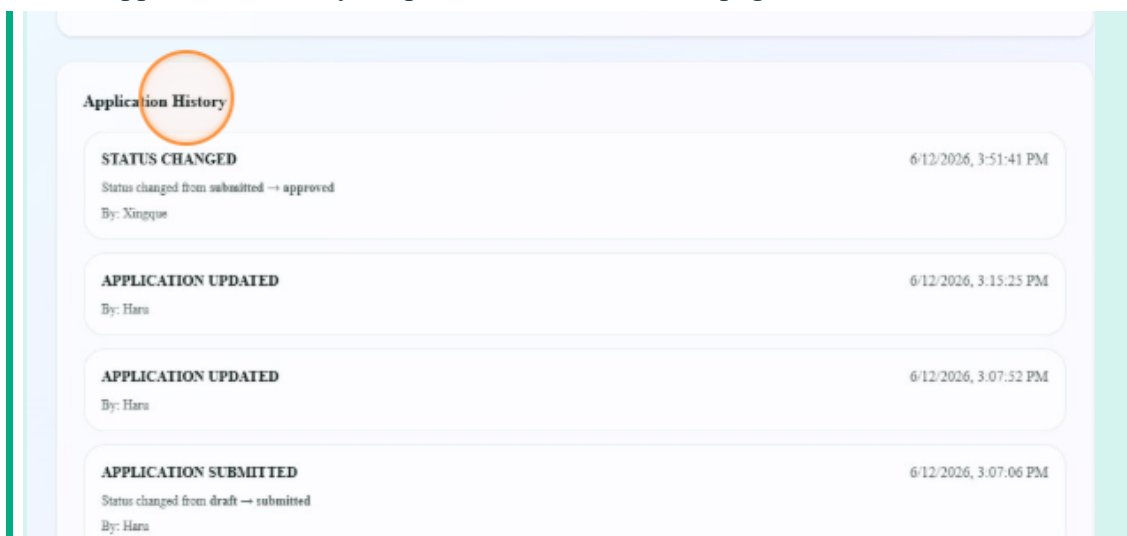 Application History
STATUS CHANGED
6/12/2026, 3:51:41 PM
Status changed from submitted → approved
By: Xingque
APPLICATION UPDATED
6/12/2026, 3:15:25 PM
By: Haru
APPLICATION UPDATED
6/12/2026, 3:07:52 PM
By: Haru
APPLICATION SUBMITTED
6/12/2026, 3:07:06 PM
Status changed from draft → submitted
By: Haru